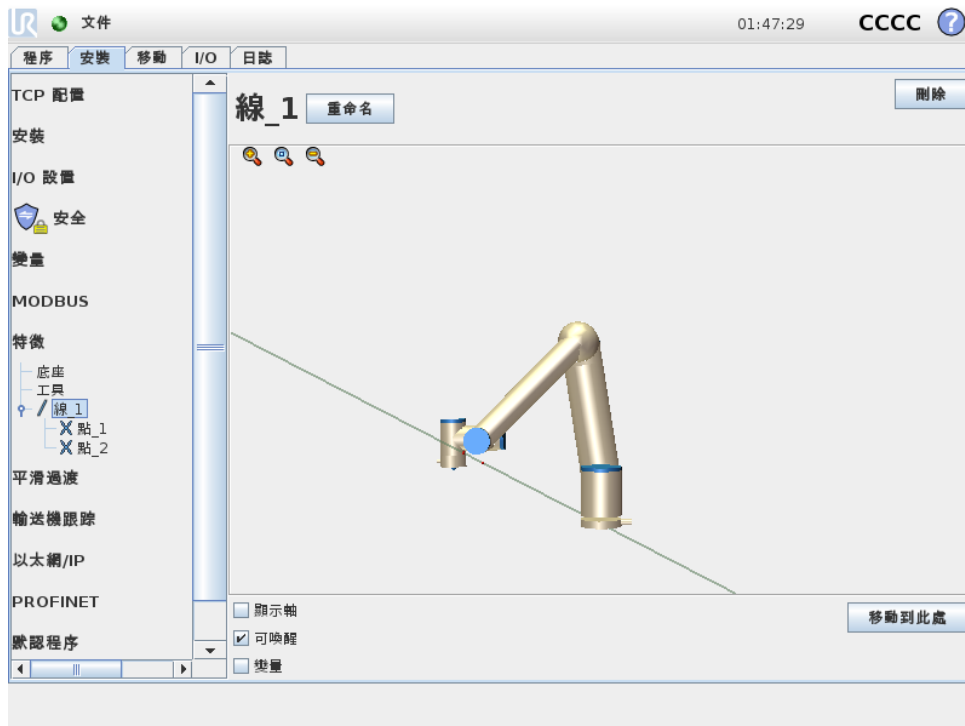 UR 文件 01:47:29 CCCC ?
程序 安裝 移動 I/O 日誌
TCP 配置
安裝
I/O 設置
安全
變量
MODBUS
特徵
底座
工具
線_1
點_1
點_2
平滑過渡
輸送機跟踪
以太網/IP
PROFINET
默認程序
線_1 重命名 刪除
顯示軸
可喚醒
變量
移動到此處